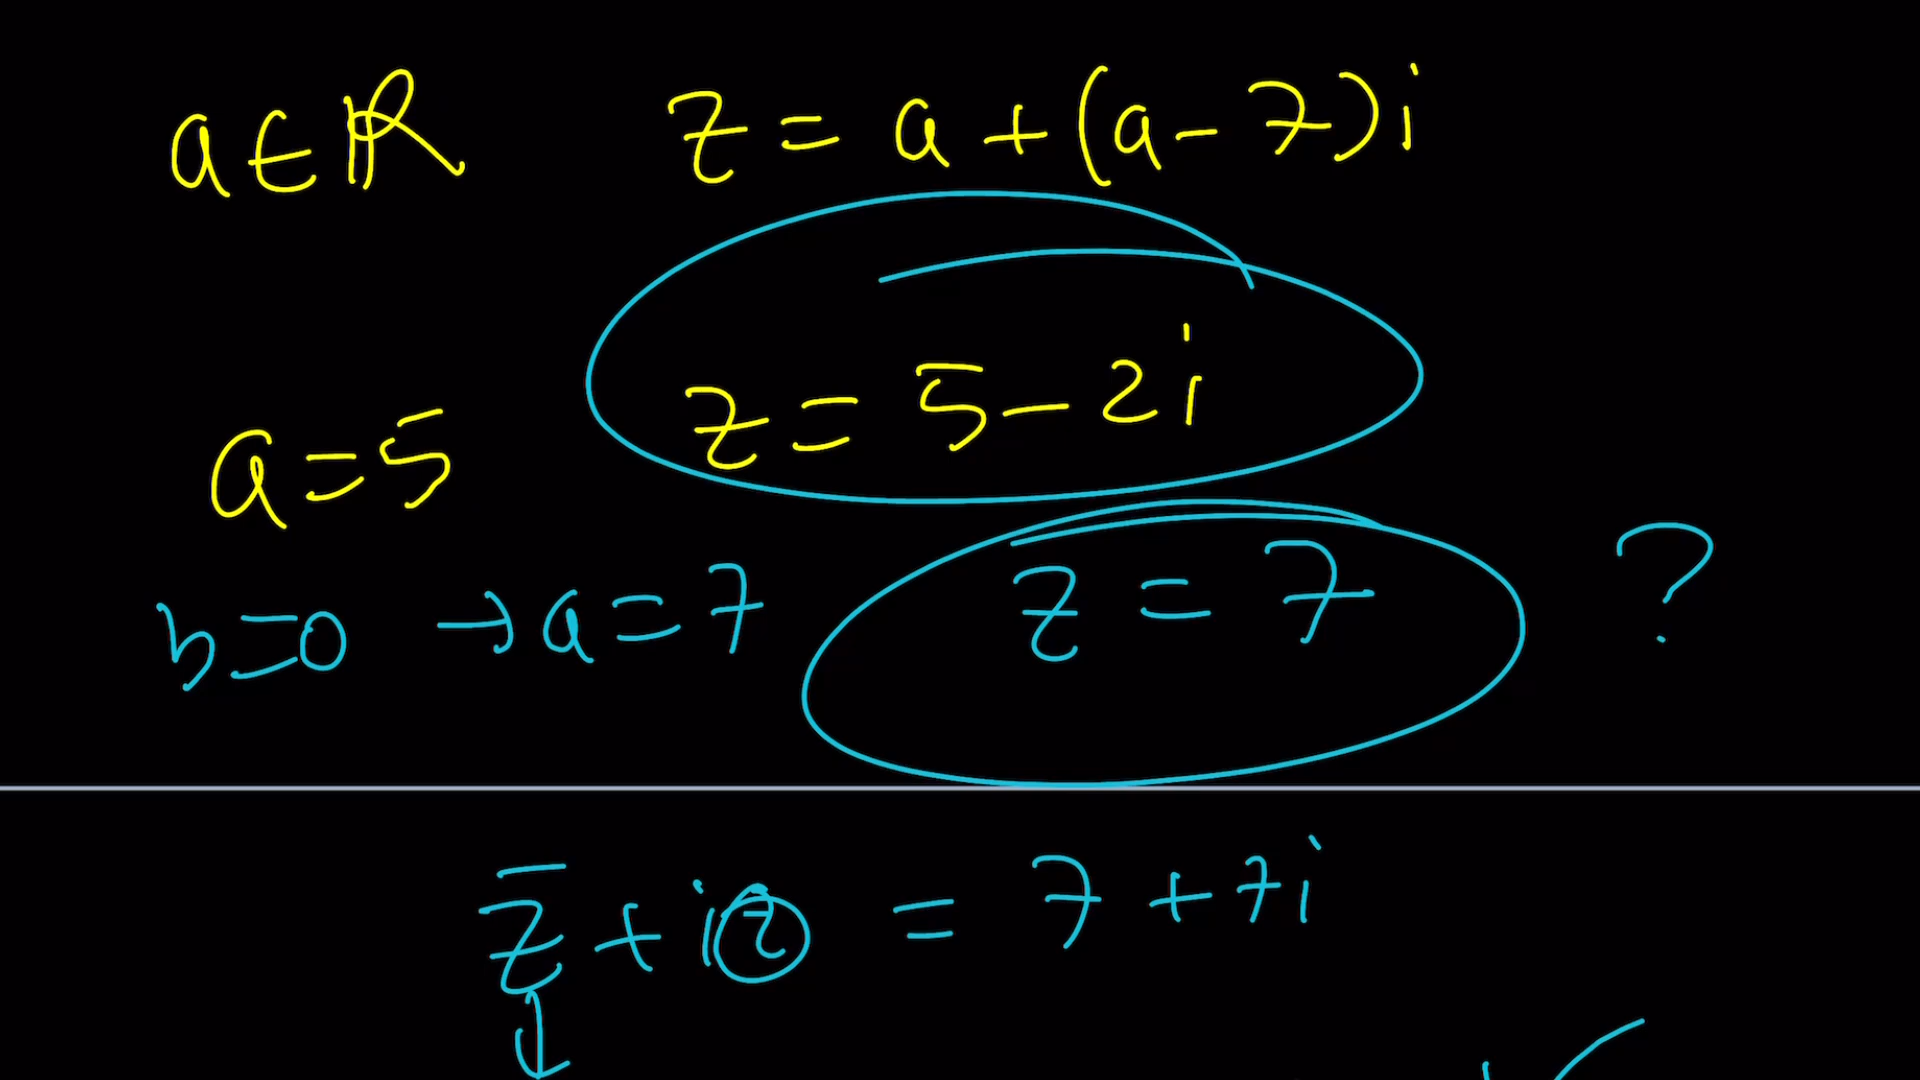 a∈ℝ z = a + (a - 7)i
z = 5 - 2i
a = 5
b = 0 → a = 7 z = 7 ?
z̅ + iz = 7 + 7i
↓